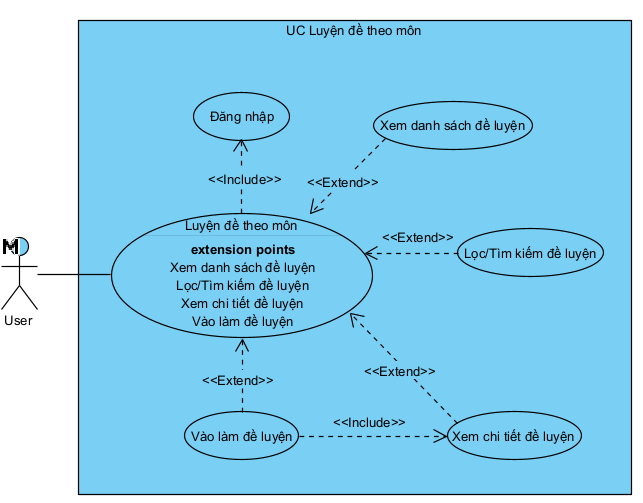 UC Luyện đề theo môn
Đăng nhập
Xem danh sách đề luyện
<<Include>>
<<Extend>>
Luyện đề theo môn
extension points
Xem danh sách đề luyện
Lọc/Tìm kiếm đề luyện
Xem chi tiết đề luyện
Vào làm đề luyện
<<Extend>>
Lọc/Tìm kiếm đề luyện
M
User
<<Extend>>
<<Extend>>
Vào làm đề luyện
<<Include>>
Xem chi tiết đề luyện